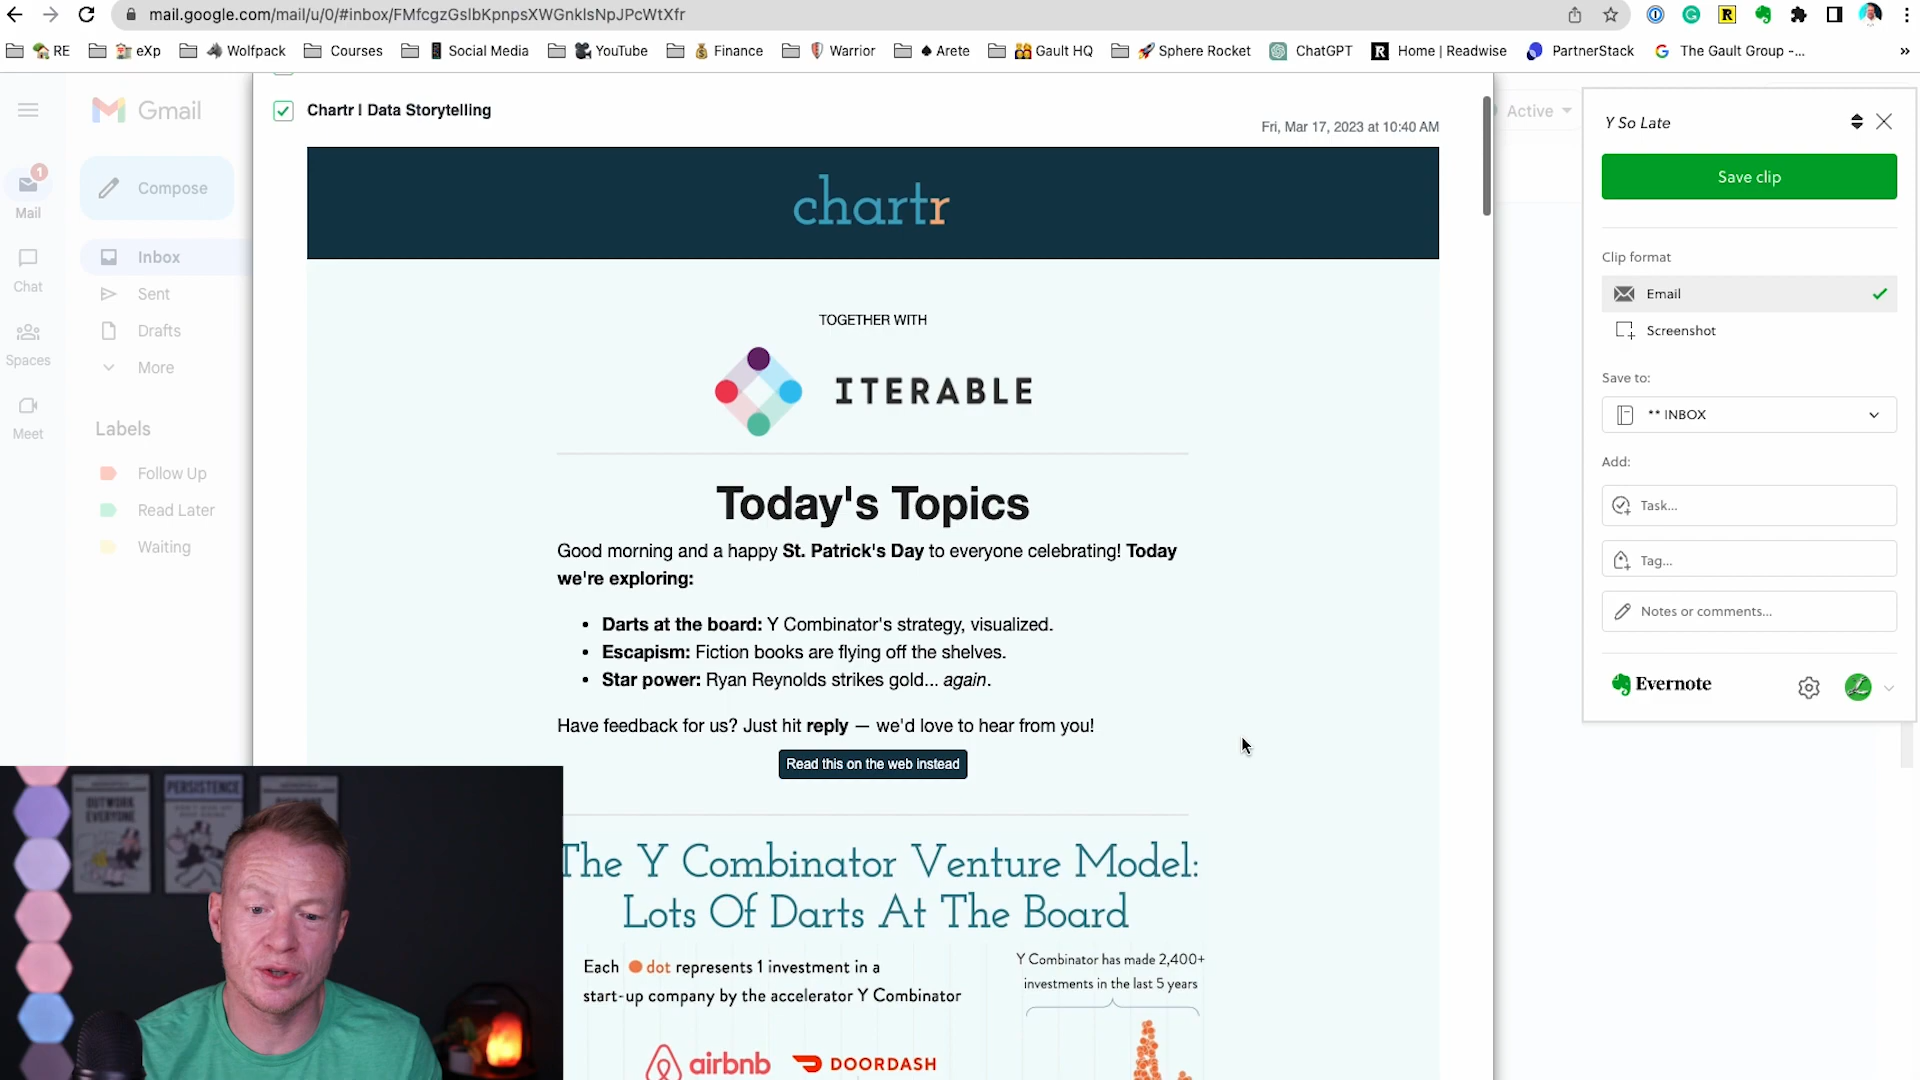 mail.google.com/mail/u/0/#inbox/FMfcgzGslbKpnpsXWGnklsNpJPcWtXfr
RE
eXp
Wolfpack
Courses
Social Media
YouTube
Finance
Warrior
Arete
Gault HQ
Sphere Rocket
ChatGPT
Home | Readwise
PartnerStack
The Gault Group -...
»
Gmail
1
Mail
Chat
Spaces
Meet
Compose
Inbox
Sent
Drafts
More
Labels
Follow Up
Read Later
Waiting
Chartr | Data Storytelling
Fri, Mar 17, 2023 at 10:40 AM
chartr
TOGETHER WITH
ITERABLE
Today's Topics
Good morning and a happy St. Patrick's Day to everyone celebrating! Today
we're exploring:
• Darts at the board: Y Combinator's strategy, visualized.
• Escapism: Fiction books are flying off the shelves.
• Star power: Ryan Reynolds strikes gold... again.
Have feedback for us? Just hit reply — we'd love to hear from you!
Read this on the web instead
The Y Combinator Venture Model:
Lots Of Darts At The Board
Each dot represents 1 investment in a
start-up company by the accelerator Y Combinator
Y Combinator has made 2,400+
investments in the last 5 years
airbnb
DOORDASH
Active
Y So Late
Save clip
Clip format
Email
Screenshot
Save to:
** INBOX
Add:
Task...
Tag...
Notes or comments...
Evernote
OUTWORK
EVERYONE
PERSISTENCE